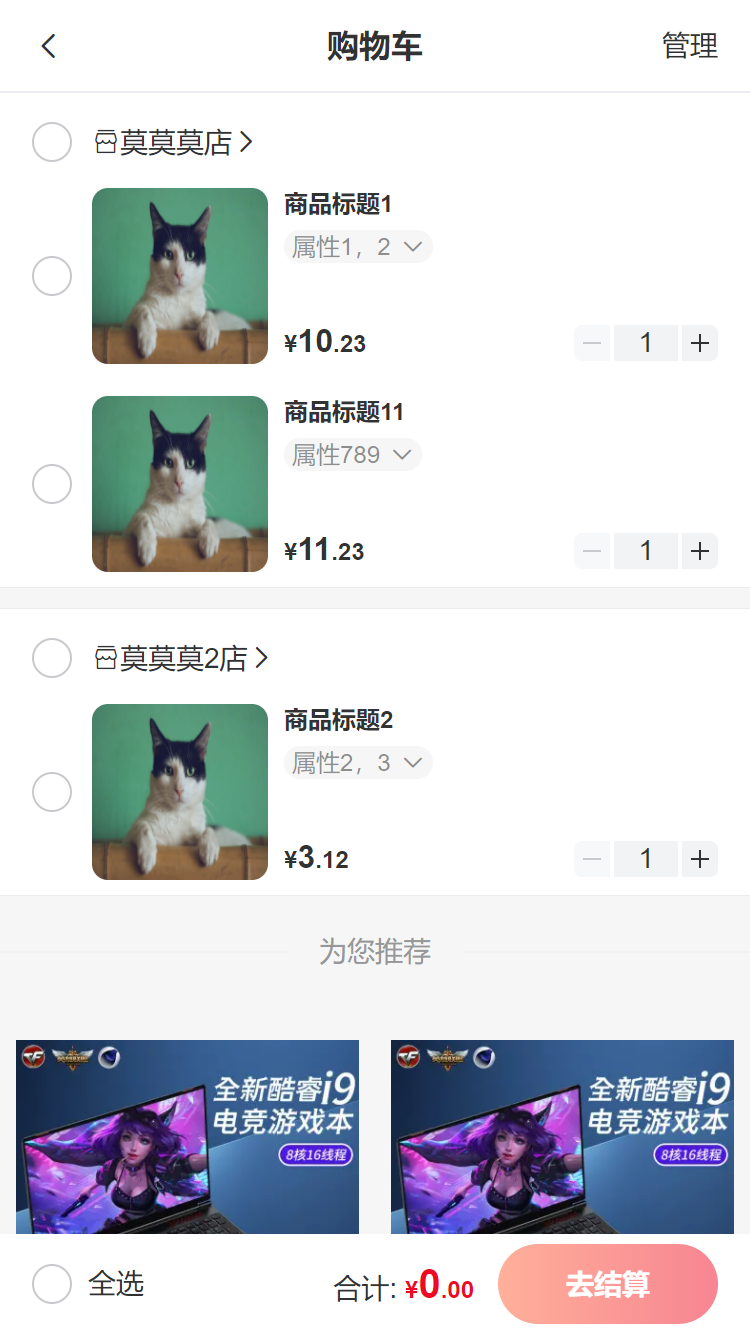 购物车
管理
莫莫莫店
商品标题1
属性1，2
¥10.23
1
商品标题11
属性789
¥11.23
1
莫莫莫2店
商品标题2
属性2，3
¥3.12
1
为您推荐
全新酷睿i9
电竞游戏本
8核16线程
全新酷睿i9
电竞游戏本
8核16线程
全选
合计: ¥0.00
去结算